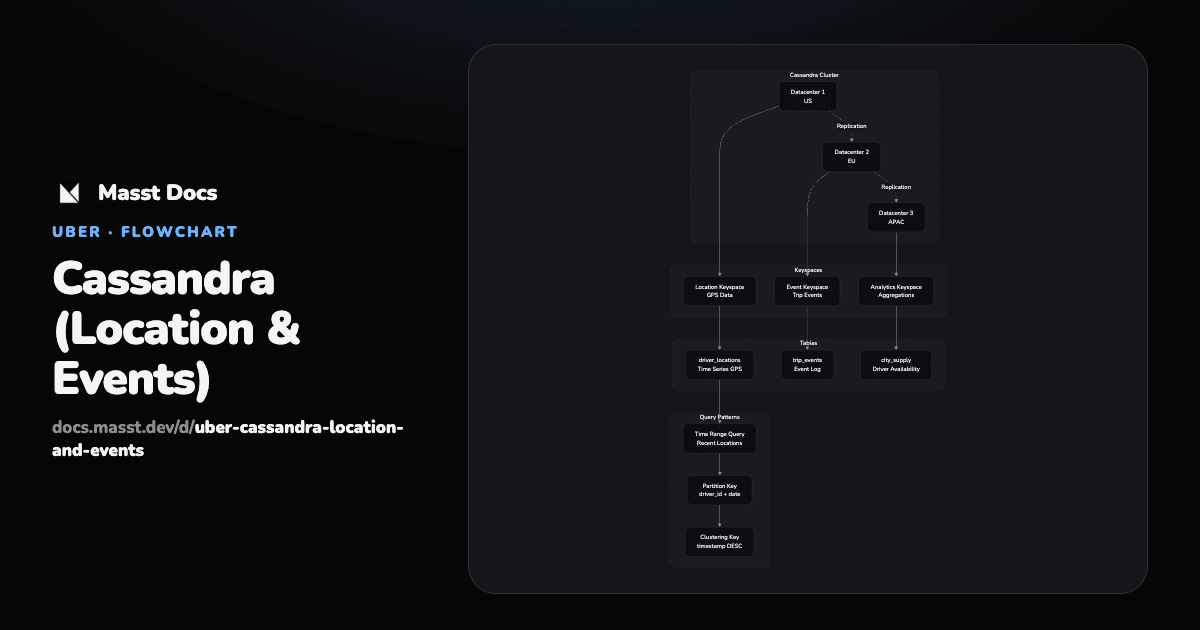 Masst Docs
UBER · FLOWCHART
Cassandra
(Location &
Events)
docs.masst.dev/d/uber-cassandra-location-
and-events
Cassandra Cluster
Datacenter 1
US
Replication
Datacenter 2
EU
Replication
Datacenter 3
APAC
Keyspaces
Location Keyspace
GPS Data
Event Keyspace
Trip Events
Analytics Keyspace
Aggregations
Tables
driver_locations
Time Series GPS
trip_events
Event Log
city_supply
Driver Availability
Query Patterns
Time Range Query
Recent Locations
Partition Key
driver_id + date
Clustering Key
timestamp DESC